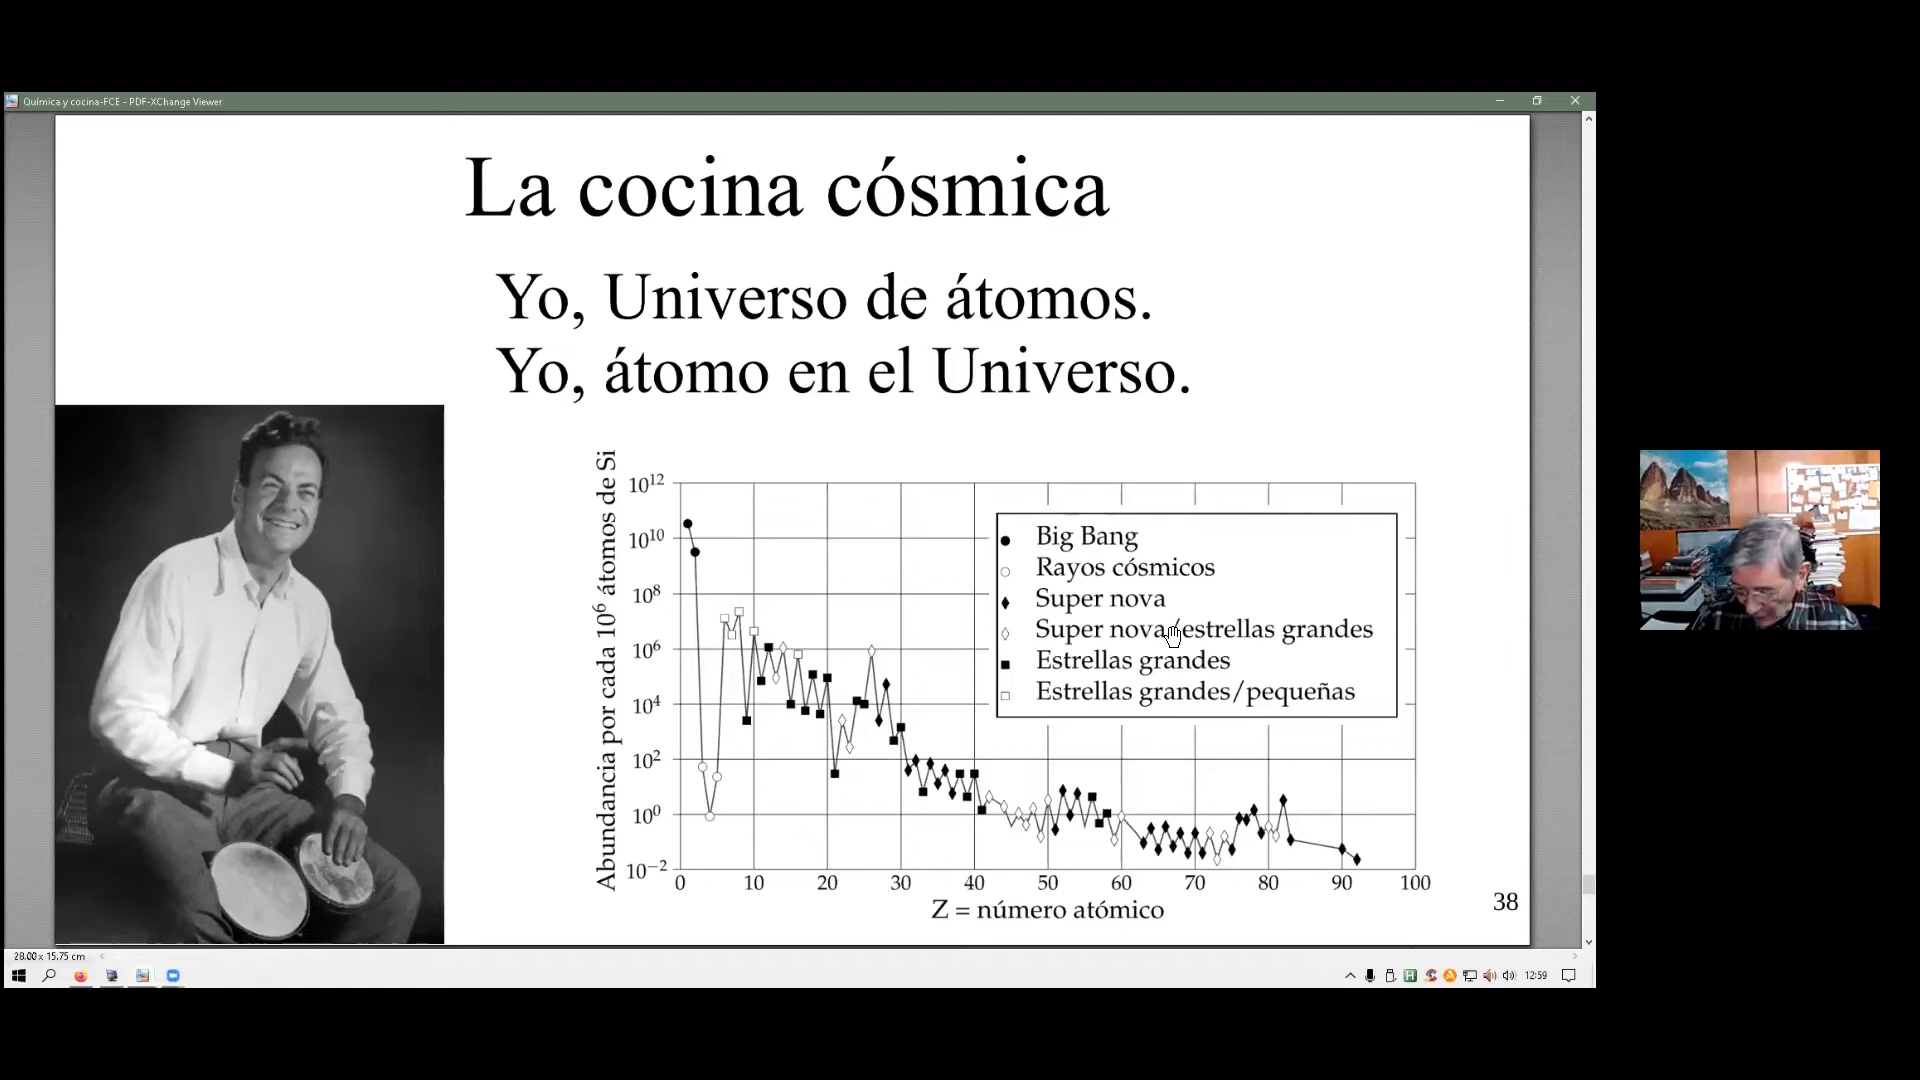 Química y cocina-FCE - PDF-XChange Viewer
La cocina cósmica
Yo, Universo de átomos.
Yo, átomo en el Universo.
Abundancia por cada 10⁶ átomos de Si
10¹²
10¹⁰
10⁸
10⁶
10⁴
10²
10⁰
10⁻²
Big Bang
Rayos cósmicos
Super nova
Super nova/estrellas grandes
Estrellas grandes
Estrellas grandes/pequeñas
0 10 20 30 40 50 60 70 80 90 100
Z = número atómico
38
28.00 x 15.75 cm
12:59